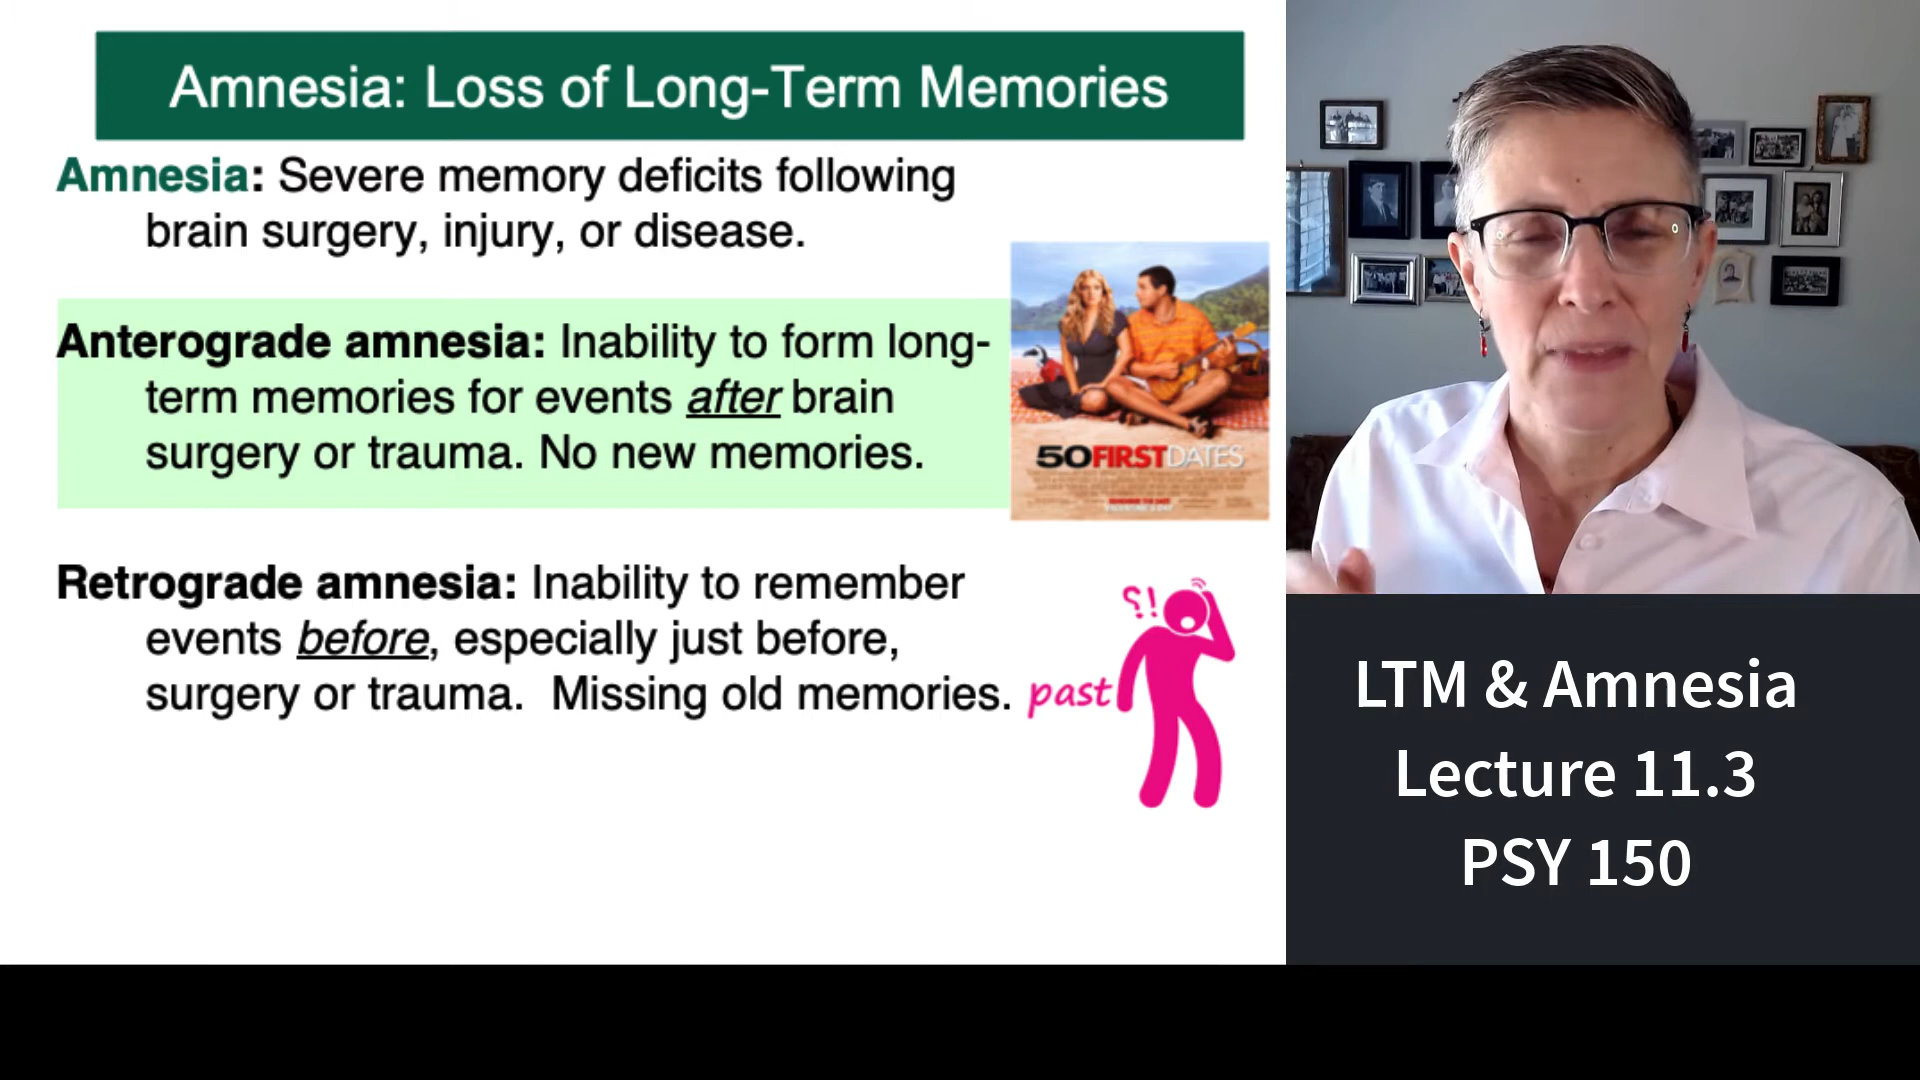 Amnesia: Loss of Long-Term Memories
Amnesia: Severe memory deficits following
brain surgery, injury, or disease.
Anterograde amnesia: Inability to form long-
term memories for events after brain
surgery or trauma. No new memories.
50 FIRST DATES
Retrograde amnesia: Inability to remember
events before, especially just before,
surgery or trauma. Missing old memories.
?!
past
LTM & Amnesia
Lecture 11.3
PSY 150